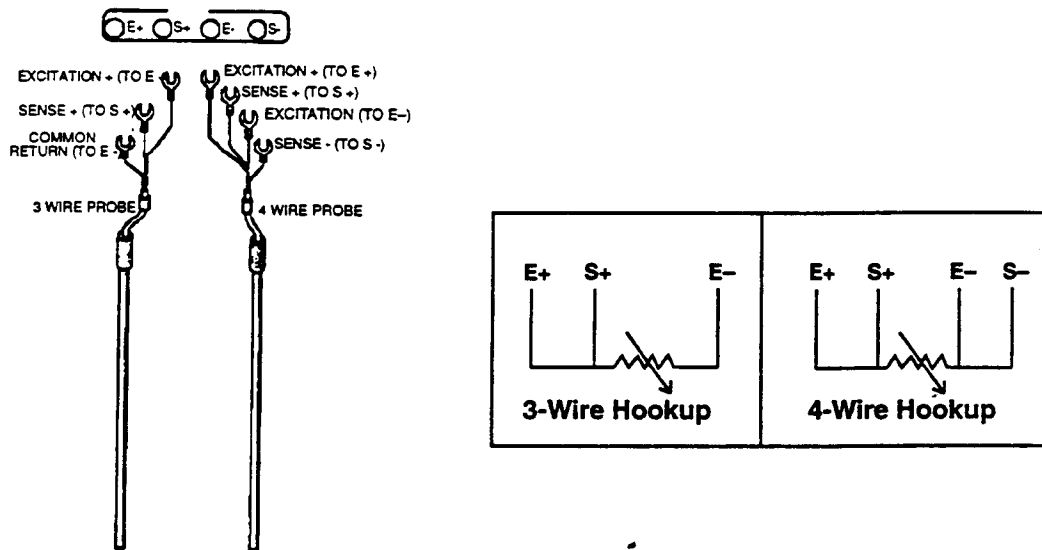 E+ S+ E- S-
EXCITATION + (TO E
SENSE + (TO S +)
COMMON
RETURN (TO E -
3 WIRE PROBE
EXCITATION + (TO E +)
SENSE + (TO S +)
EXCITATION (TO E–)
SENSE - (TO S -)
4 WIRE PROBE
E+ S+ E–
3-Wire Hookup
E+ S+ E– S–
4-Wire Hookup